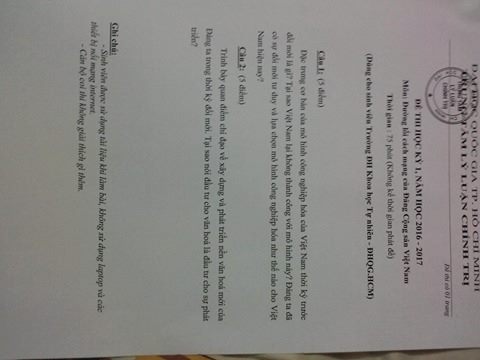 ĐẠI HỌC QUỐC GIA TP. HỒ CHÍ MINH
TRUNG TÂM LÝ LUẬN CHÍNH TRỊ
Đề thi có 01 trang
ĐỀ THI HỌC KỲ 1, NĂM HỌC 2016 - 2017
Môn: Đường lối cách mạng của Đảng Cộng sản Việt Nam
Thời gian: 75 phút (Không kể thời gian phát đề)
(Dùng cho sinh viên Trường ĐH Khoa học Tự nhiên - ĐHQG.HCM)
Câu 1: (5 điểm)
Đặc trưng cơ bản của mô hình công nghiệp hóa của Việt Nam thời kỳ trước
đổi mới là gì? Tại sao Việt Nam lại không thành công với mô hình này? Đảng ta đã
có sự đổi mới tư duy và lựa chọn mô hình công nghiệp hóa như thế nào cho Việt
Nam hiện nay?
Câu 2: (5 điểm)
Trình bày quan điểm chỉ đạo về xây dựng và phát triển nền văn hoá mới của
Đảng ta trong thời kỳ đổi mới. Tại sao nói đầu tư cho văn hoá là đầu tư cho sự phát
triển?
Ghi chú:
- Sinh viên được sử dụng tài liệu khi làm bài, không sử dụng laptop và các
thiết bị nối mạng internet.
- Cán bộ coi thi không giải thích gì thêm.